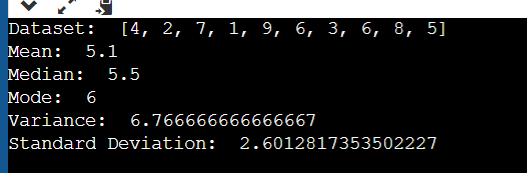 Dataset:  [4, 2, 7, 1, 9, 6, 3, 6, 8, 5]
Mean:  5.1
Median:  5.5
Mode:  6
Variance:  6.766666666666667
Standard Deviation:  2.6012817353502227